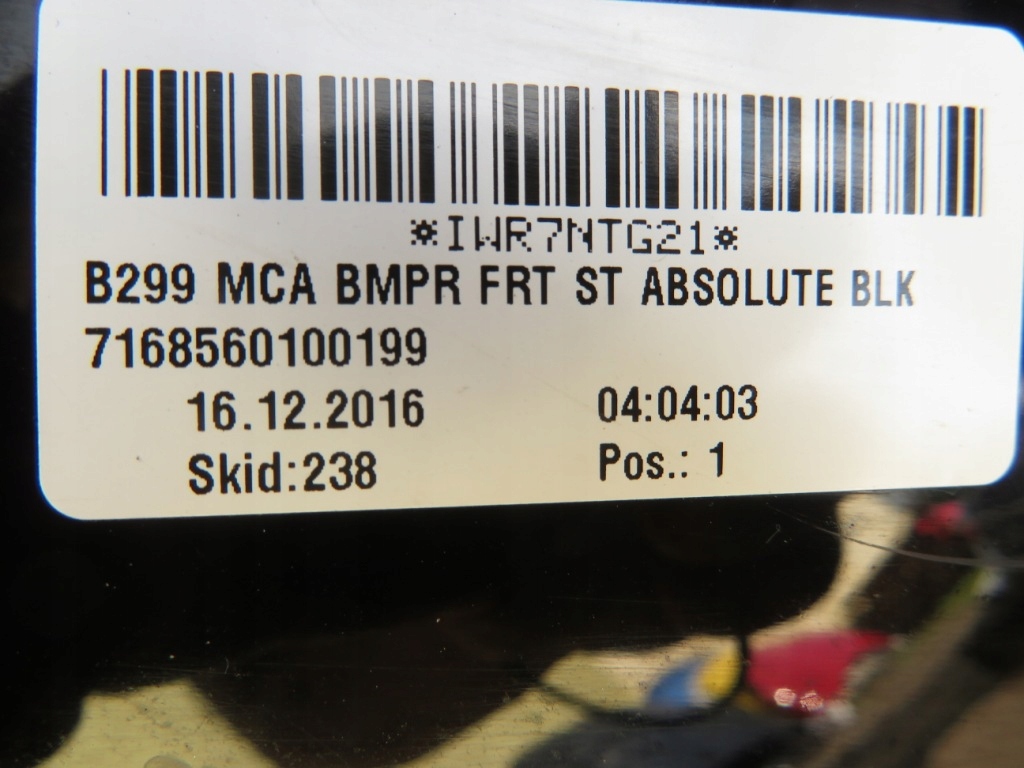 *IWR7NTG21*
B299 MCA BMPR FRT ST ABSOLUTE BLK
7168560100199
16.12.2016 04:04:03
Skid:238 Pos.: 1